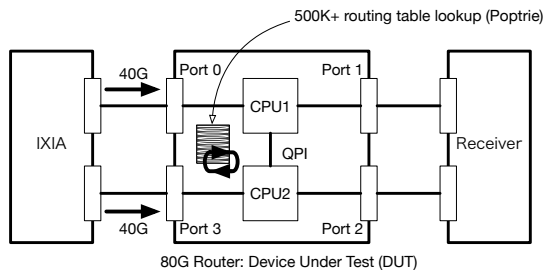 500K+ routing table lookup (Poptrie)
40G
Port 0
Port 1
CPU1
IXIA
QPI
Receiver
CPU2
40G
Port 3
Port 2
80G Router: Device Under Test (DUT)